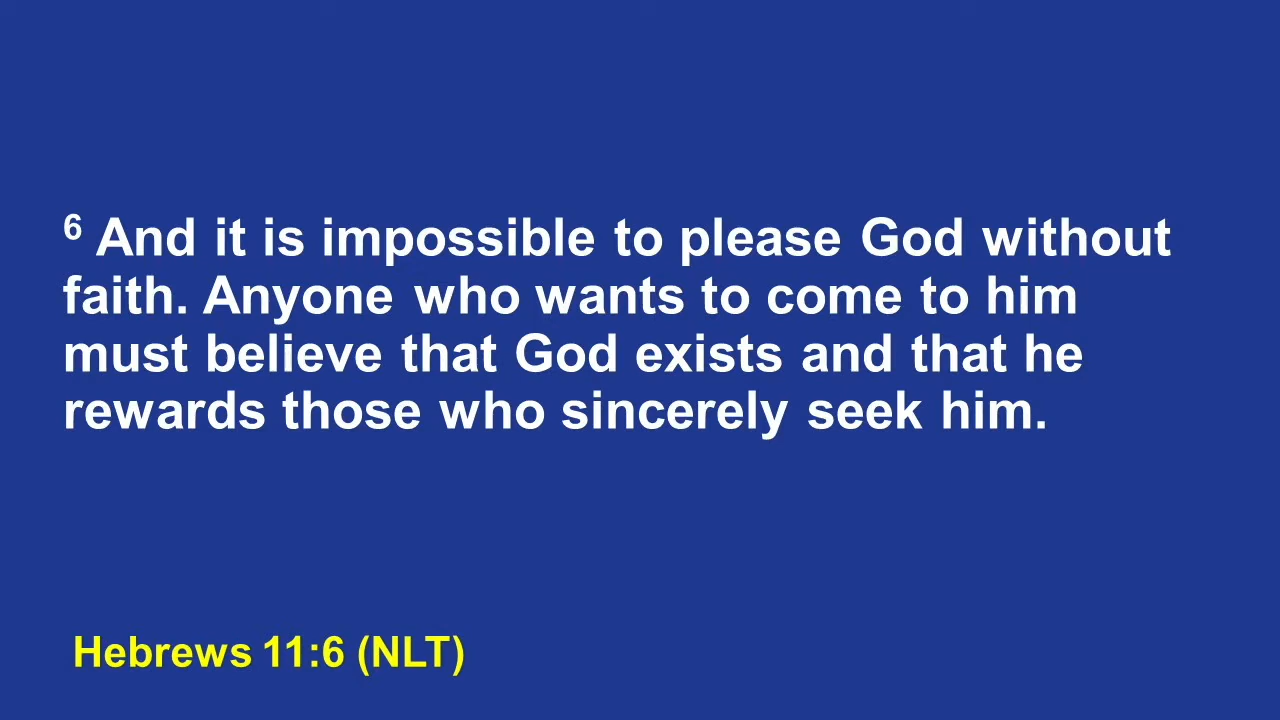 6 And it is impossible to please God without
faith. Anyone who wants to come to him
must believe that God exists and that he
rewards those who sincerely seek him.
Hebrews 11:6 (NLT)